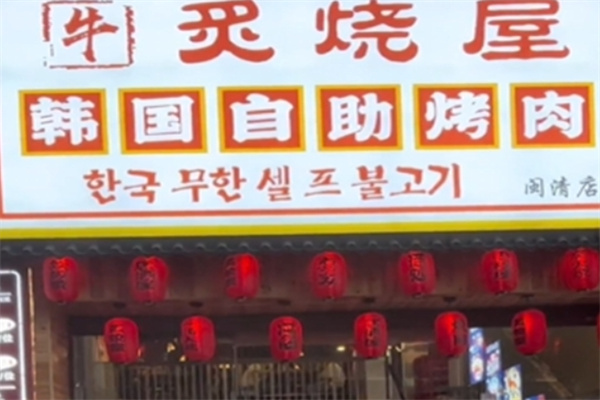 牛 炙烧屋
韩国自助烤肉
한국 무한 셀 프 불고기
闽清店